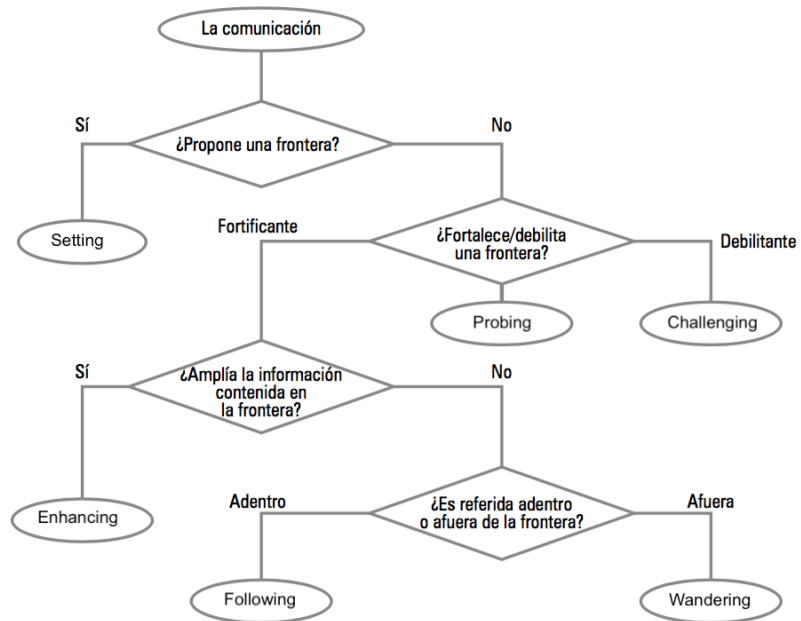 La comunicación
Sí
No
¿Propone una frontera?
Setting
Fortificante
¿Fortalece/debilita
una frontera?
Debilitante
Probing
Challenging
Sí
¿Amplía la información
contenida en
la frontera?
No
Enhancing
Adentro
¿Es referida adentro
o afuera de la frontera?
Afuera
Following
Wandering